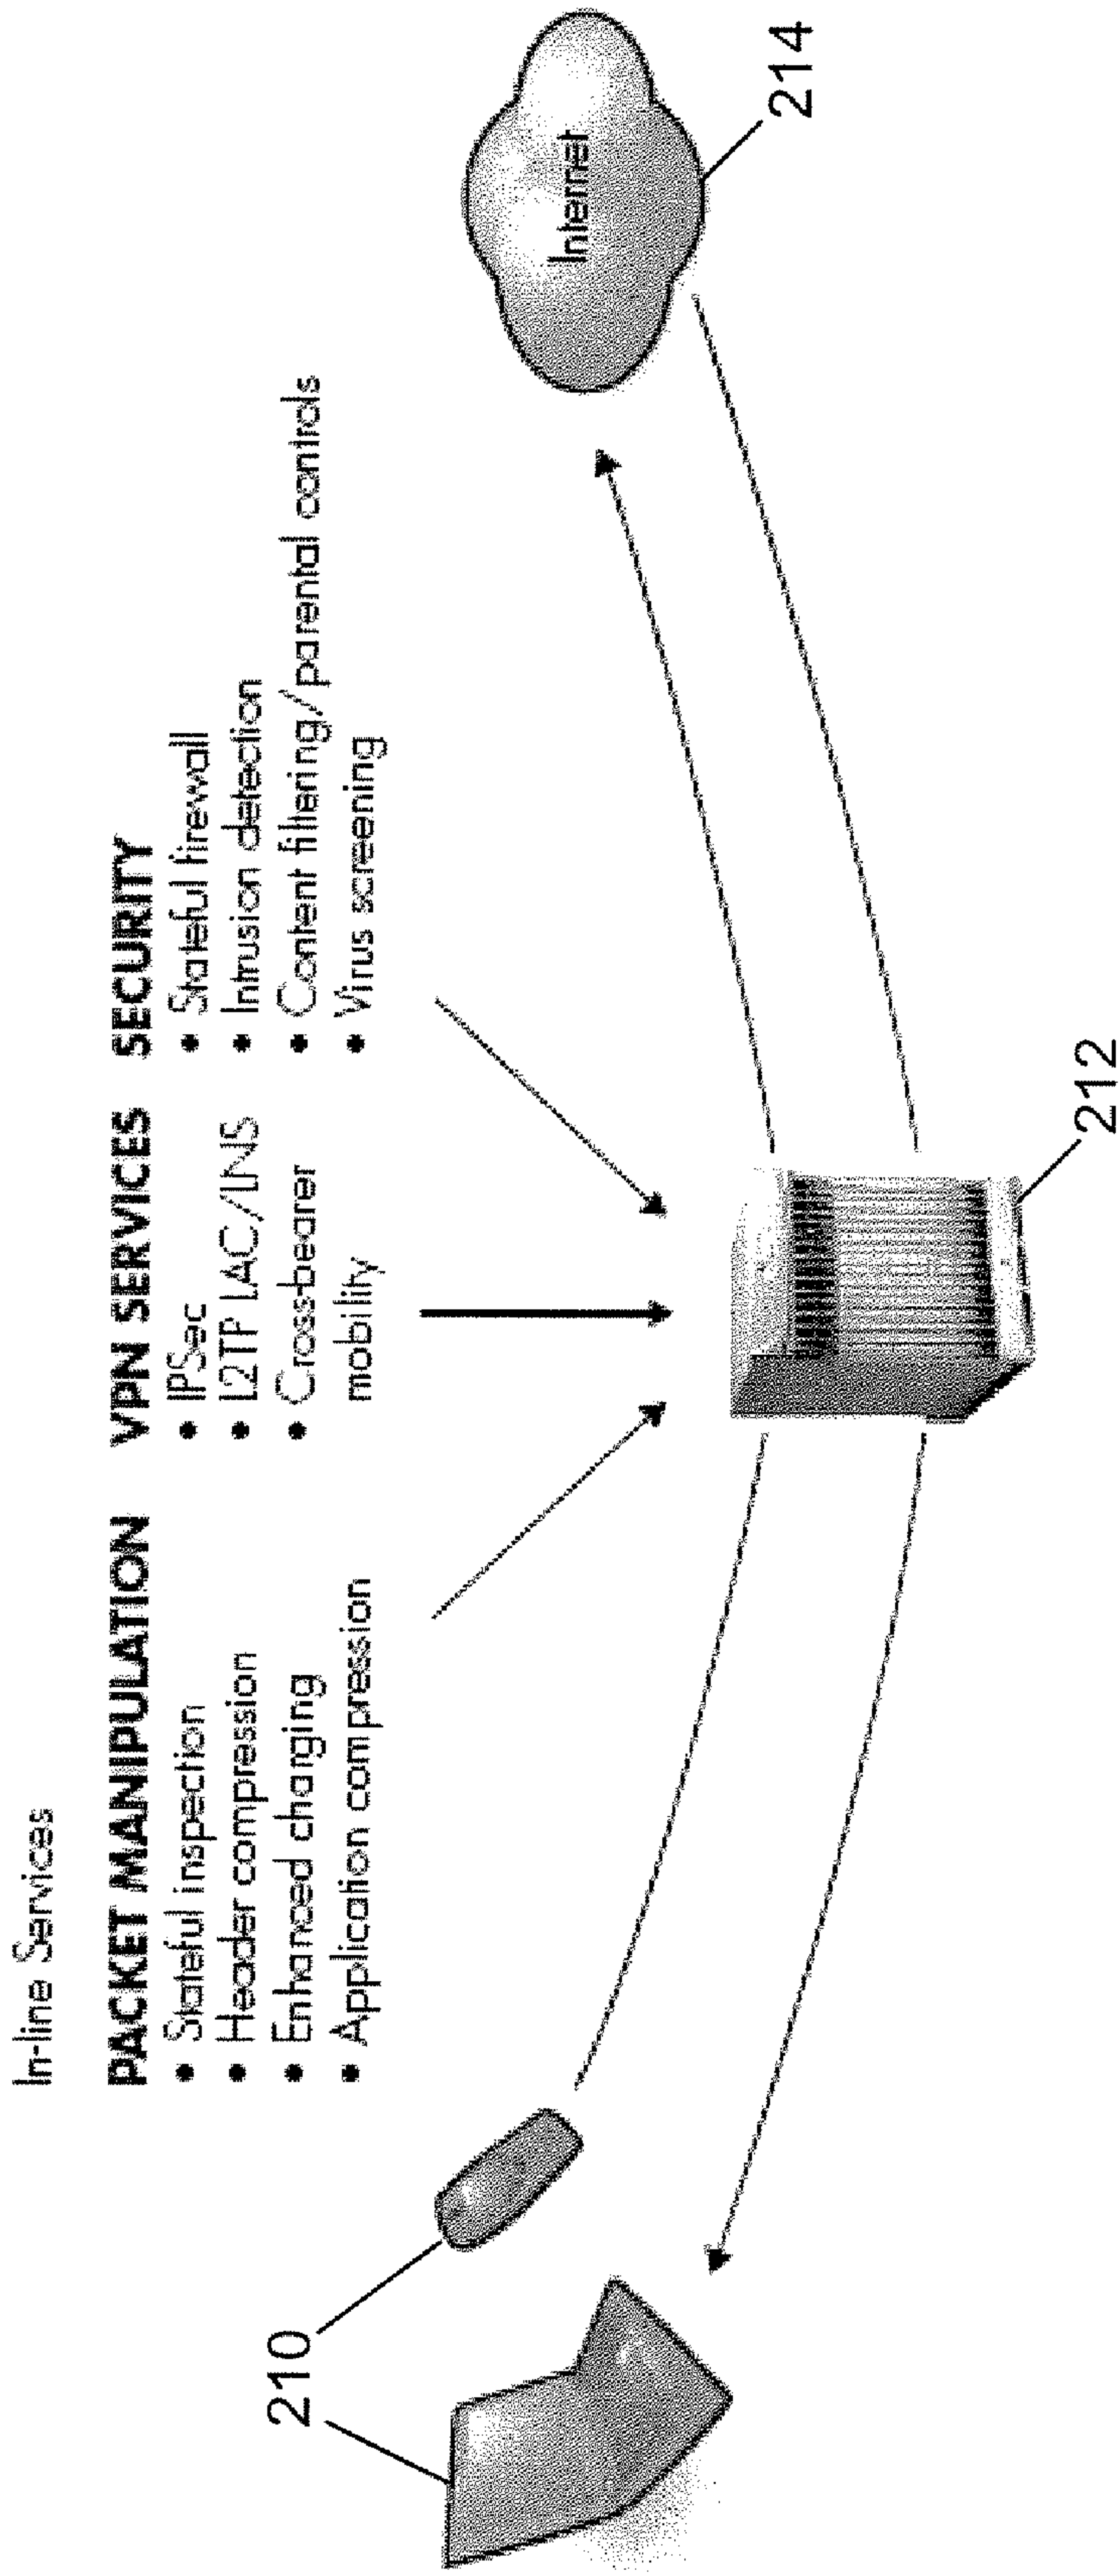 In-line Services
PACKET MANIPULATION
• Stateful inspection
• Header compression
• Enhanced charging
• Application compression
VPN SERVICES
• IPSec
• L2TP LAC/LNS
• Cross-bearer
mobility
SECURITY
• Stateful firewall
• Intrusion detection
• Content filtering/parental controls
• Virus screening
210
Internet
214
212